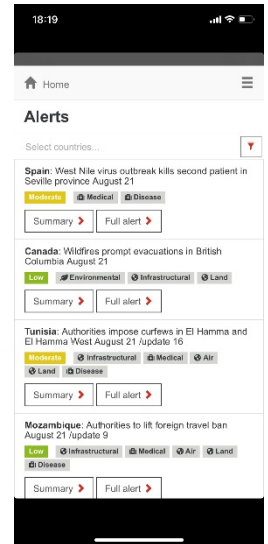 18:19
Home
Alerts
Select countries...
Spain: West Nile virus outbreak kills second patient in
Seville province August 21
Moderate Medical Disease
Summary Full alert
Canada: Wildfires prompt evacuations in British
Columbia August 21
Low Environmental Infrastructural Land
Summary Full alert
Tunisia: Authorities impose curfews in El Hamma and
El Hamma West August 21 /update 16
Moderate Infrastructural Medical Air
Land Disease
Summary Full alert
Mozambique: Authorities to lift foreign travel ban
August 21 /update 9
Low Infrastructural Medical Air Land
Disease
Summary Full alert